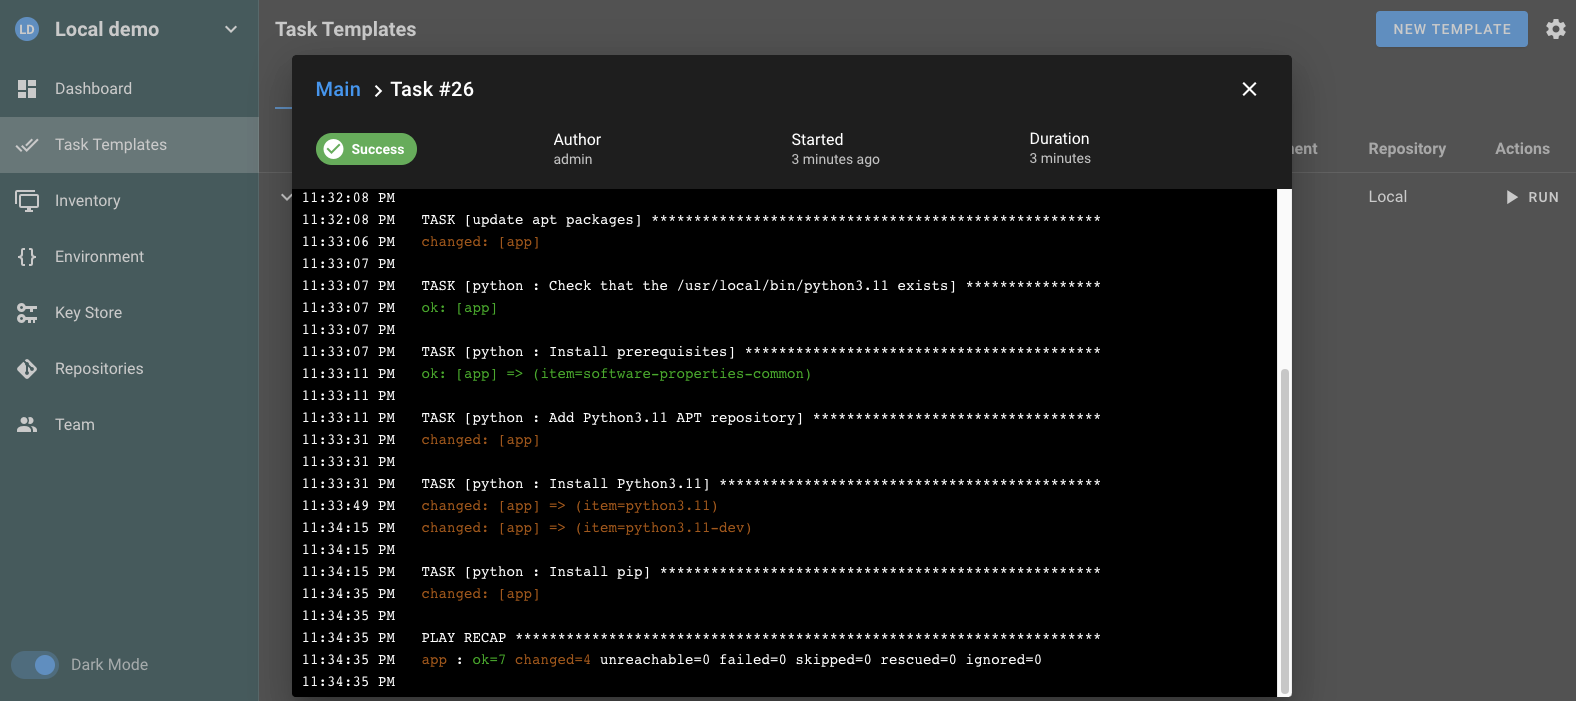 LD Local demo
Dashboard
Task Templates
Inventory
Environment
Key Store
Repositories
Team
Dark Mode
Task Templates
NEW TEMPLATE
Repository Actions
Local RUN
Main > Task #26
Success
Author
admin
Started
3 minutes ago
Duration
3 minutes
11:32:08 PM
11:32:08 PM TASK [update apt packages] *****************************************************
11:33:06 PM changed: [app]
11:33:07 PM
11:33:07 PM TASK [python : Check that the /usr/local/bin/python3.11 exists] ****************
11:33:07 PM ok: [app]
11:33:07 PM
11:33:07 PM TASK [python : Install prerequisites] ******************************************
11:33:11 PM ok: [app] => (item=software-properties-common)
11:33:11 PM
11:33:11 PM TASK [python : Add Python3.11 APT repository] **********************************
11:33:31 PM changed: [app]
11:33:31 PM
11:33:31 PM TASK [python : Install Python3.11] *********************************************
11:33:49 PM changed: [app] => (item=python3.11)
11:34:15 PM changed: [app] => (item=python3.11-dev)
11:34:15 PM
11:34:15 PM TASK [python : Install pip] ****************************************************
11:34:35 PM changed: [app]
11:34:35 PM
11:34:35 PM PLAY RECAP *********************************************************************
11:34:35 PM app : ok=7 changed=4 unreachable=0 failed=0 skipped=0 rescued=0 ignored=0
11:34:35 PM